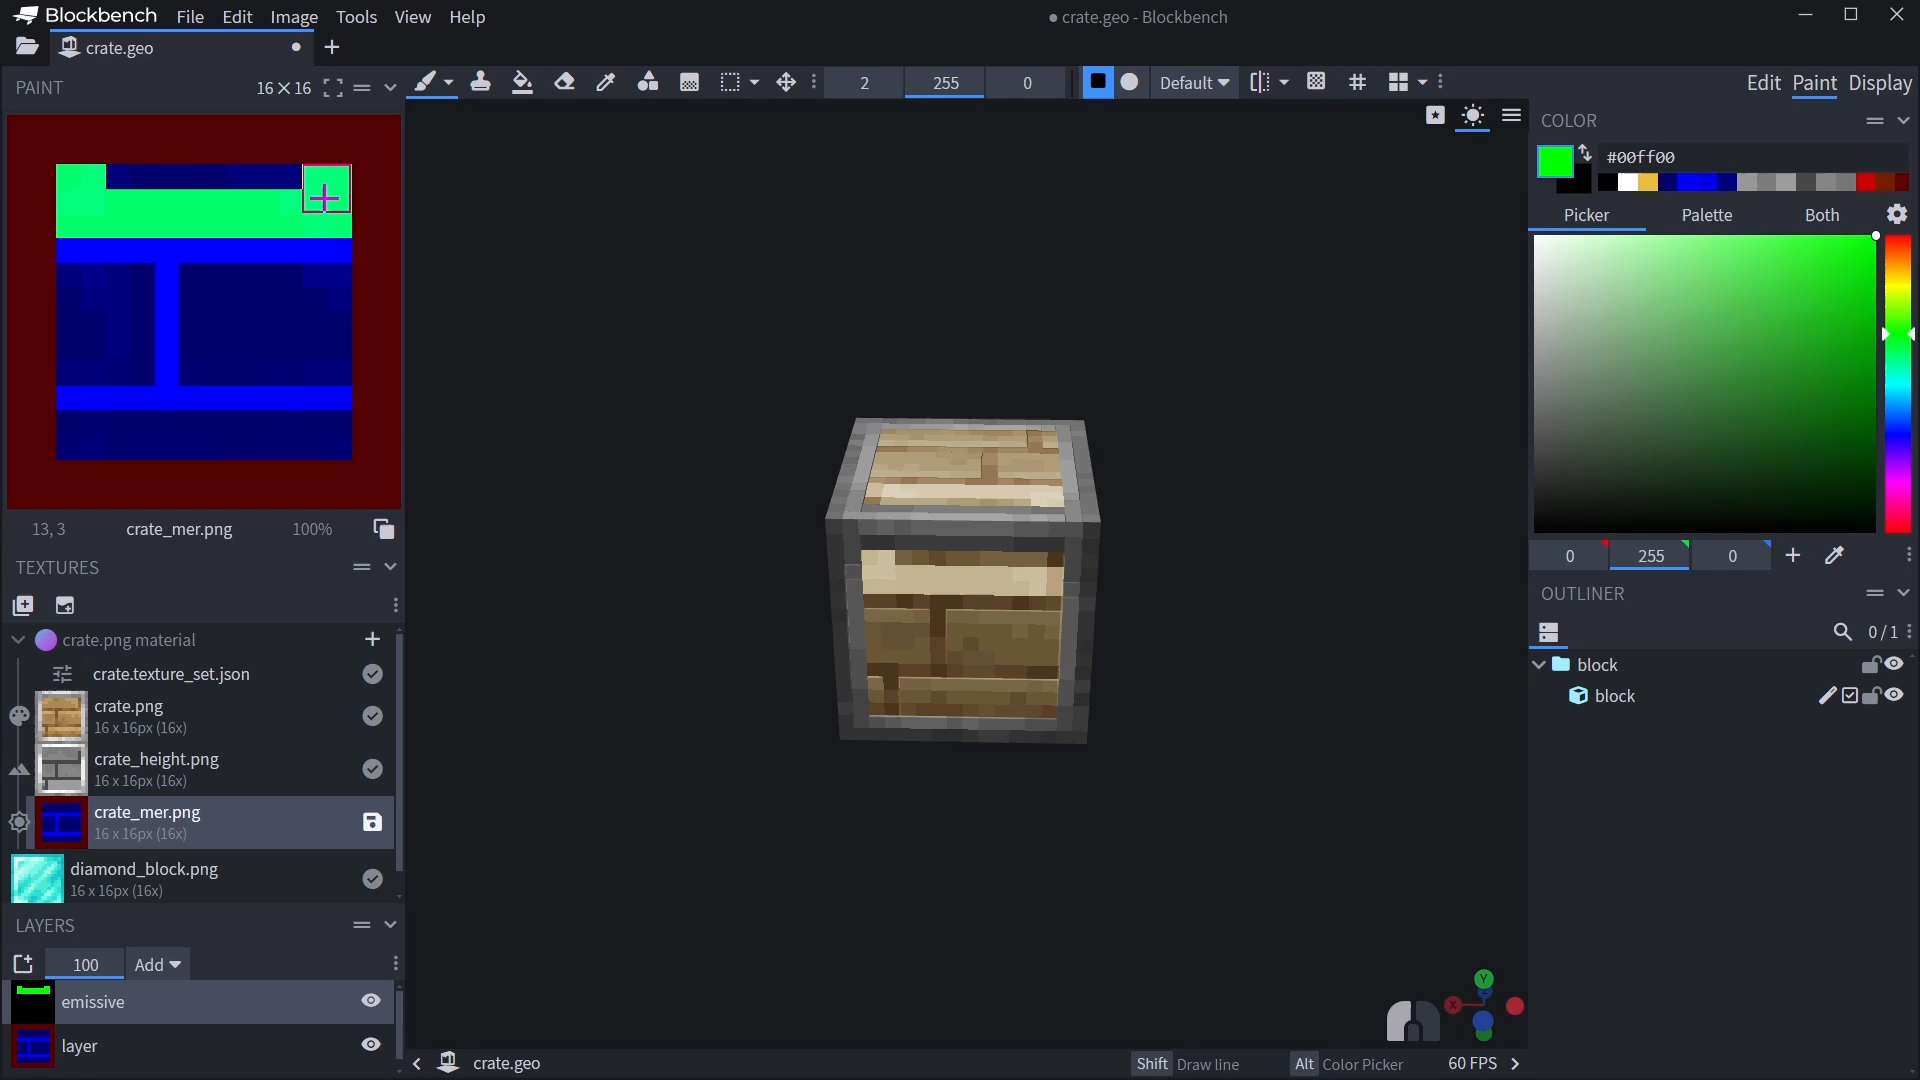 Blockbench File Edit Image Tools View Help
crate.geo - Blockbench
crate.geo
PAINT 16×16
2 255 0 Default
Edit Paint Display
13, 3 crate_mer.png 100%
TEXTURES
crate.png material
crate.texture_set.json
crate.png
16 x 16px (16x)
crate_height.png
16 x 16px (16x)
crate_mer.png
16 x 16px (16x)
diamond_block.png
16 x 16px (16x)
LAYERS
100 Add
emissive
layer
COLOR
#00ff00
Picker Palette Both
0 255 0
OUTLINER
0 / 1
block
block
Y
X
crate.geo
Shift Draw line Alt Color Picker 60 FPS